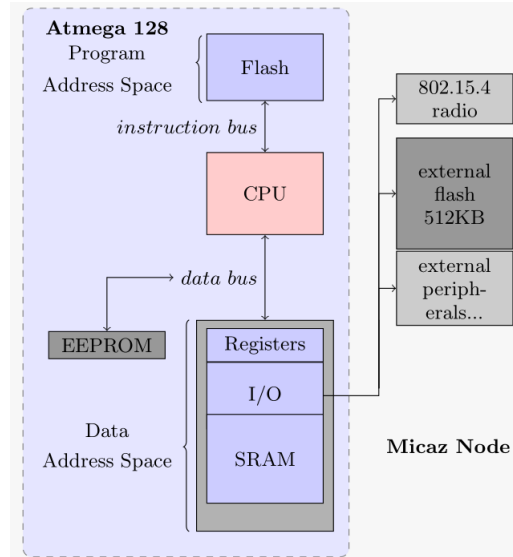 Atmega 128
Program
Address Space
Flash
instruction bus
CPU
data bus
EEPROM
Registers
I/O
SRAM
Data
Address Space
802.15.4
radio
external
flash
512KB
external
periph-
erals...
Micaz Node